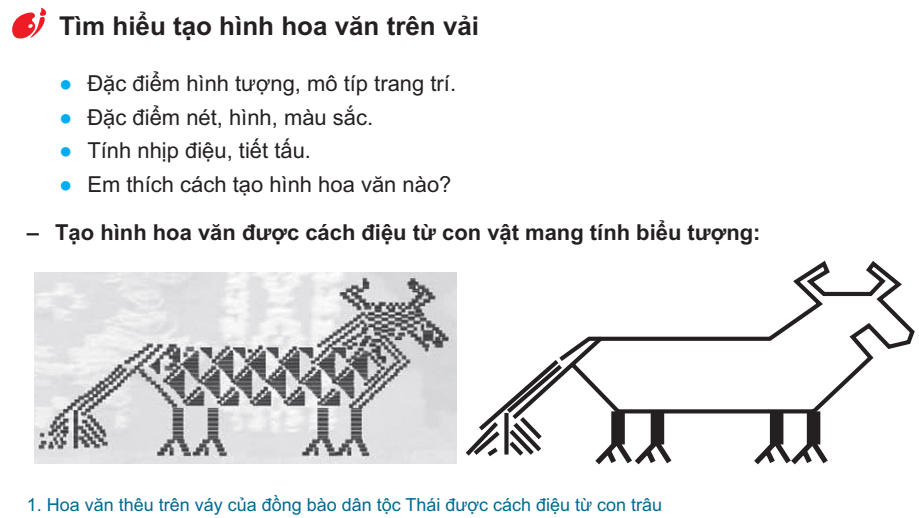 Tìm hiểu tạo hình hoa văn trên vải
● Đặc điểm hình tượng, mô típ trang trí.
● Đặc điểm nét, hình, màu sắc.
● Tính nhịp điệu, tiết tấu.
● Em thích cách tạo hình hoa văn nào?
– Tạo hình hoa văn được cách điệu từ con vật mang tính biểu tượng:
1. Hoa văn thêu trên váy của đồng bào dân tộc Thái được cách điệu từ con trâu